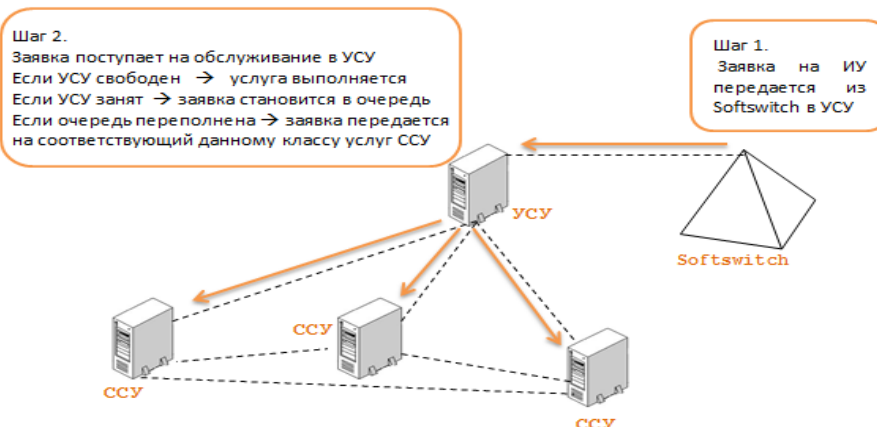 Шаг 2.
Заявка поступает на обслуживание в УСУ
Если УСУ свободен → услуга выполняется
Если УСУ занят → заявка становится в очередь
Если очередь переполнена → заявка передается
на соответствующий данному классу услуг ССУ
Шаг 1.
Заявка на ИУ
передается из
Softswitch в УСУ
УСУ
Softswitch
ССУ
ССУ
ССУ